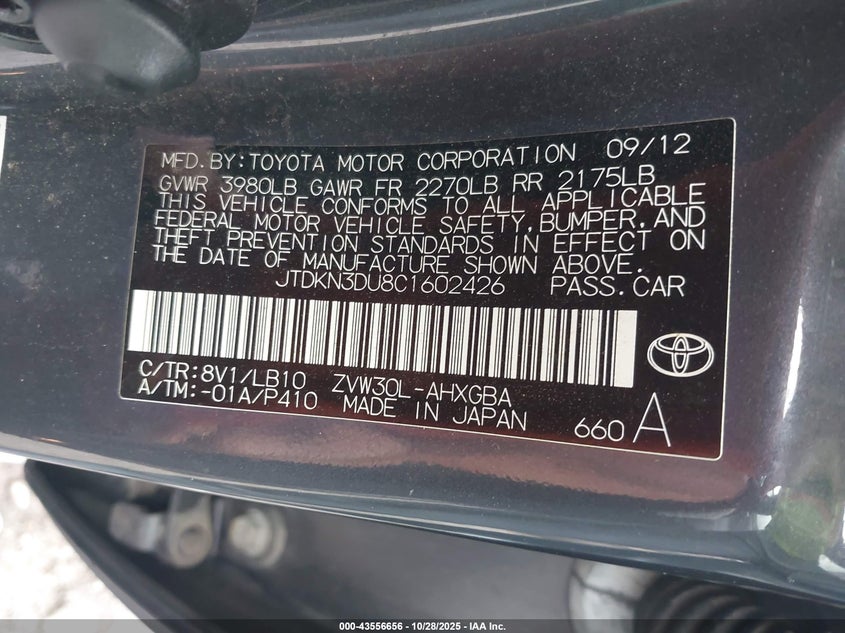 MFD.BY:TOYOTA MOTOR CORPORATION 09/12
GVWR 3980LB GAWR FR 2270LB RR 2175LB
THIS VEHICLE CONFORMS TO ALL APPLICABLE
FEDERAL MOTOR VEHICLE SAFETY,BUMPER,AND
THEFT PREVENTION STANDARDS IN EFFECT ON
THE DATE OF MANUFACTURE SHOWN ABOVE.
JTDKN3DU8C1602426 PASS.CAR
C/TR:8V1/LB10 ZVW30L-AHXGBA
A/TM:-01A/P410 MADE IN JAPAN
660 A
000-43556656 - 10/28/2025 - IAA Inc.